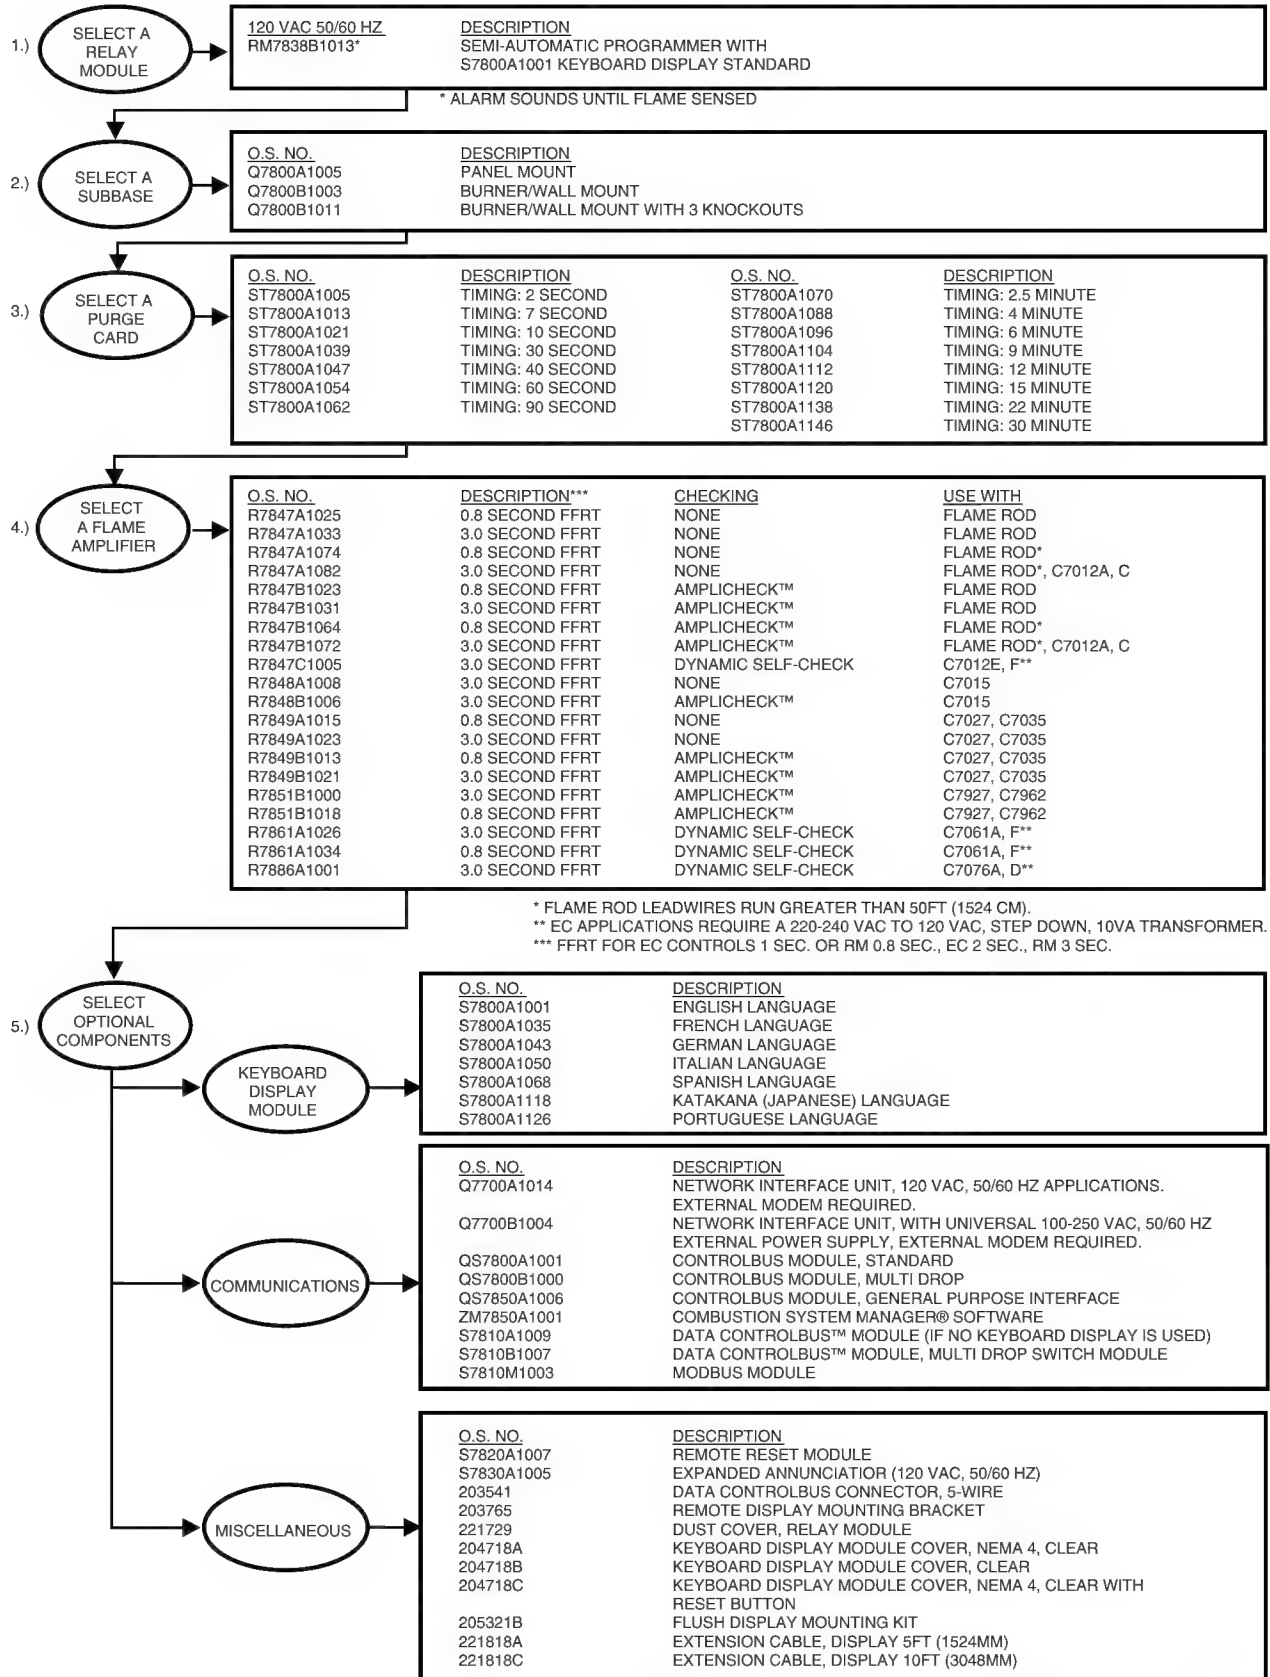 1.) SELECT A
RELAY
MODULE
120 VAC 50/60 HZ DESCRIPTION
RM7838B1013* SEMI-AUTOMATIC PROGRAMMER WITH
S7800A1001 KEYBOARD DISPLAY STANDARD
* ALARM SOUNDS UNTIL FLAME SENSED
2.) SELECT A
SUBBASE
O.S. NO. DESCRIPTION
Q7800A1005 PANEL MOUNT
Q7800B1003 BURNER/WALL MOUNT
Q7800B1011 BURNER/WALL MOUNT WITH 3 KNOCKOUTS
3.) SELECT A
PURGE
CARD
O.S. NO. DESCRIPTION O.S. NO. DESCRIPTION
ST7800A1005 TIMING: 2 SECOND ST7800A1070 TIMING: 2.5 MINUTE
ST7800A1013 TIMING: 7 SECOND ST7800A1088 TIMING: 4 MINUTE
ST7800A1021 TIMING: 10 SECOND ST7800A1096 TIMING: 6 MINUTE
ST7800A1039 TIMING: 30 SECOND ST7800A1104 TIMING: 9 MINUTE
ST7800A1047 TIMING: 40 SECOND ST7800A1112 TIMING: 12 MINUTE
ST7800A1054 TIMING: 60 SECOND ST7800A1120 TIMING: 15 MINUTE
ST7800A1062 TIMING: 90 SECOND ST7800A1138 TIMING: 22 MINUTE
ST7800A1146 TIMING: 30 MINUTE
4.) SELECT
A FLAME
AMPLIFIER
O.S. NO. DESCRIPTION*** CHECKING USE WITH
R7847A1025 0.8 SECOND FFRT NONE FLAME ROD
R7847A1033 3.0 SECOND FFRT NONE FLAME ROD
R7847A1074 0.8 SECOND FFRT NONE FLAME ROD*
R7847A1082 3.0 SECOND FFRT NONE FLAME ROD*, C7012A, C
R7847B1023 0.8 SECOND FFRT AMPLICHECK™ FLAME ROD
R7847B1031 3.0 SECOND FFRT AMPLICHECK™ FLAME ROD
R7847B1064 0.8 SECOND FFRT AMPLICHECK™ FLAME ROD*
R7847B1072 3.0 SECOND FFRT AMPLICHECK™ FLAME ROD*, C7012A, C
R7847C1005 3.0 SECOND FFRT DYNAMIC SELF-CHECK C7012E, F**
R7848A1008 3.0 SECOND FFRT NONE C7015
R7848B1006 3.0 SECOND FFRT AMPLICHECK™ C7015
R7849A1015 0.8 SECOND FFRT NONE C7027, C7035
R7849A1023 3.0 SECOND FFRT NONE C7027, C7035
R7849B1013 0.8 SECOND FFRT AMPLICHECK™ C7027, C7035
R7849B1021 3.0 SECOND FFRT AMPLICHECK™ C7027, C7035
R7851B1000 3.0 SECOND FFRT AMPLICHECK™ C7927, C7962
R7851B1018 0.8 SECOND FFRT AMPLICHECK™ C7927, C7962
R7861A1026 3.0 SECOND FFRT DYNAMIC SELF-CHECK C7061A, F**
R7861A1034 0.8 SECOND FFRT DYNAMIC SELF-CHECK C7061A, F**
R7886A1001 3.0 SECOND FFRT DYNAMIC SELF-CHECK C7076A, D**
* FLAME ROD LEADWIRES RUN GREATER THAN 50FT (1524 CM).
** EC APPLICATIONS REQUIRE A 220-240 VAC TO 120 VAC, STEP DOWN, 10VA TRANSFORMER.
*** FFRT FOR EC CONTROLS 1 SEC. OR RM 0.8 SEC., EC 2 SEC., RM 3 SEC.
5.) SELECT
OPTIONAL
COMPONENTS
KEYBOARD
DISPLAY
MODULE
O.S. NO. DESCRIPTION
S7800A1001 ENGLISH LANGUAGE
S7800A1035 FRENCH LANGUAGE
S7800A1043 GERMAN LANGUAGE
S7800A1050 ITALIAN LANGUAGE
S7800A1068 SPANISH LANGUAGE
S7800A1118 KATAKANA (JAPANESE) LANGUAGE
S7800A1126 PORTUGUESE LANGUAGE
COMMUNICATIONS
O.S. NO. DESCRIPTION
Q7700A1014 NETWORK INTERFACE UNIT, 120 VAC, 50/60 HZ APPLICATIONS.
EXTERNAL MODEM REQUIRED.
Q7700B1004 NETWORK INTERFACE UNIT, WITH UNIVERSAL 100-250 VAC, 50/60 HZ
EXTERNAL POWER SUPPLY, EXTERNAL MODEM REQUIRED.
QS7800A1001 CONTROLBUS MODULE, STANDARD
QS7800B1000 CONTROLBUS MODULE, MULTI DROP
QS7850A1006 CONTROLBUS MODULE, GENERAL PURPOSE INTERFACE
ZM7850A1001 COMBUSTION SYSTEM MANAGER® SOFTWARE
S7810A1009 DATA CONTROLBUS™ MODULE (IF NO KEYBOARD DISPLAY IS USED)
S7810B1007 DATA CONTROLBUS™ MODULE, MULTI DROP SWITCH MODULE
S7810M1003 MODBUS MODULE
MISCELLANEOUS
O.S. NO. DESCRIPTION
S7820A1007 REMOTE RESET MODULE
S7830A1005 EXPANDED ANNUNCIATIOR (120 VAC, 50/60 HZ)
203541 DATA CONTROLBUS CONNECTOR, 5-WIRE
203765 REMOTE DISPLAY MOUNTING BRACKET
221729 DUST COVER, RELAY MODULE
204718A KEYBOARD DISPLAY MODULE COVER, NEMA 4, CLEAR
204718B KEYBOARD DISPLAY MODULE COVER, CLEAR
204718C KEYBOARD DISPLAY MODULE COVER, NEMA 4, CLEAR WITH
RESET BUTTON
205321B FLUSH DISPLAY MOUNTING KIT
221818A EXTENSION CABLE, DISPLAY 5FT (1524MM)
221818C EXTENSION CABLE, DISPLAY 10FT (3048MM)